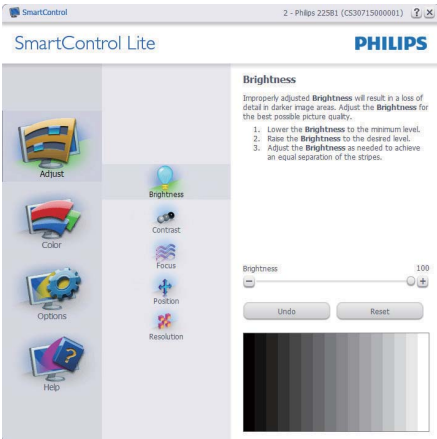 SmartControl
2 - Philips 225B1 (CS30715000001)
?
×
SmartControl Lite
PHILIPS
Adjust
Color
Options
Help
Brightness
Contrast
Focus
Position
Resolution
Brightness
Improperly adjusted Brightness will result in a loss of
detail in darker image areas. Adjust the Brightness for
the best possible picture quality.
1. Lower the Brightness to the minimum level.
2. Raise the Brightness to the desired level.
3. Adjust the Brightness as needed to achieve
an equal separation of the stripes.
Brightness
100
Undo
Reset